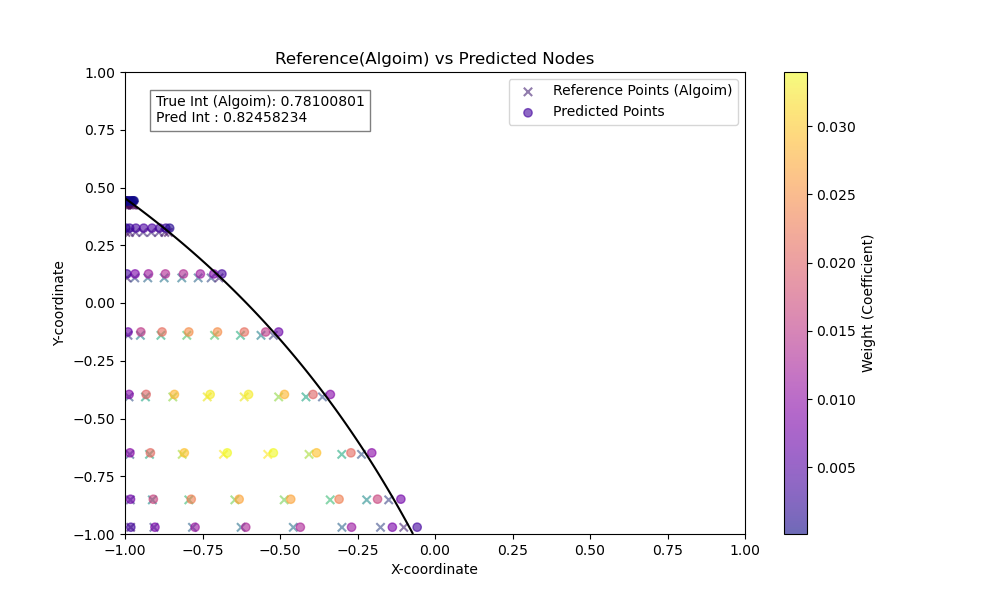 Reference(Algoim) vs Predicted Nodes
True Int (Algoim): 0.78100801
Pred Int : 0.82458234
Reference Points (Algoim)
Predicted Points
Y-coordinate
1.00
0.75
0.50
0.25
0.00
−0.25
−0.50
−0.75
−1.00
−1.00 −0.75 −0.50 −0.25 0.00 0.25 0.50 0.75 1.00
X-coordinate
0.030
0.025
0.020
0.015
0.010
0.005
Weight (Coefficient)